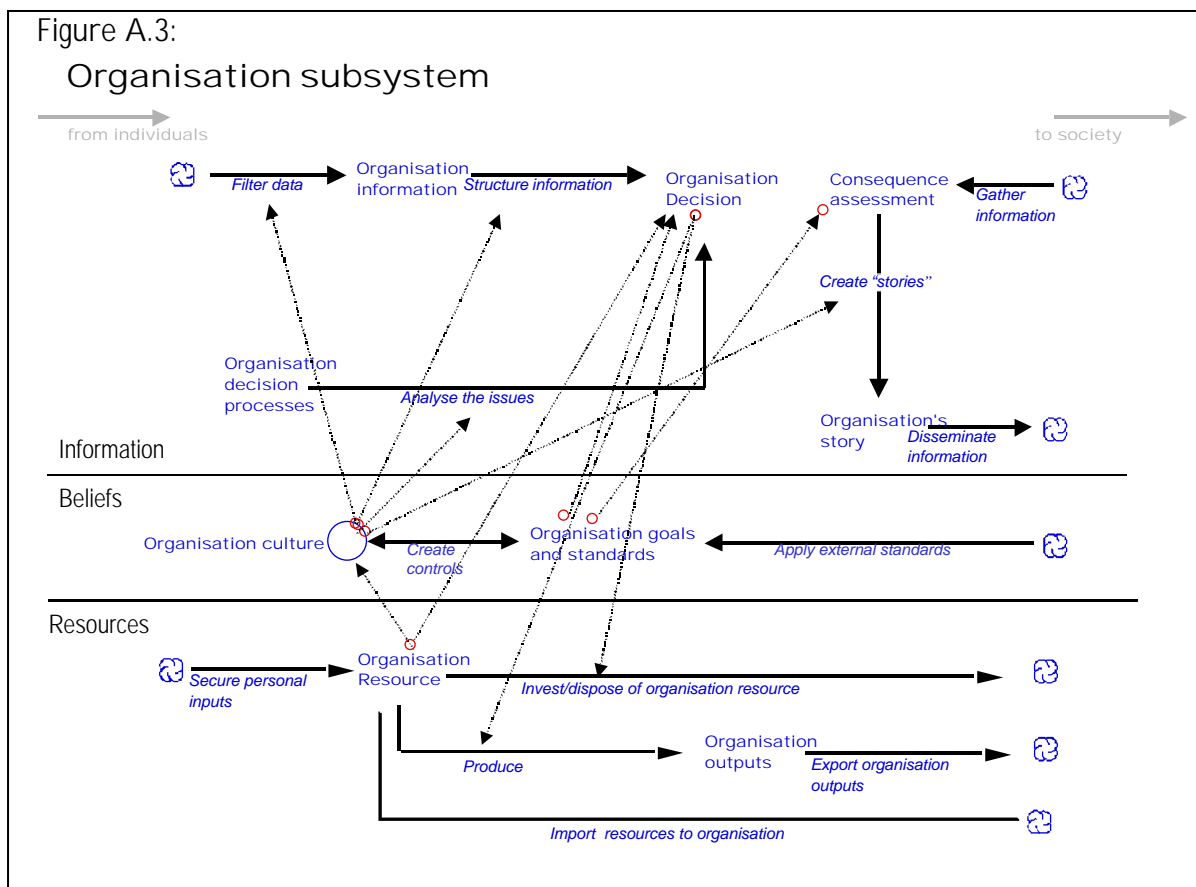 Figure A.3:
Organisation subsystem
from individuals
to society
Filter data
Organisation
information
Structure information
Organisation
Decision
Consequence
assessment
Gather
information
Create “stories”
Organisation
decision
processes
Analyse the issues
Organisation's
story
Disseminate
information
Information
Beliefs
Organisation culture
Create
controls
Organisation goals
and standards
Apply external standards
Resources
Secure personal
inputs
Organisation
Resource
Invest/dispose of organisation resource
Produce
Organisation
outputs
Export organisation
outputs
Import resources to organisation